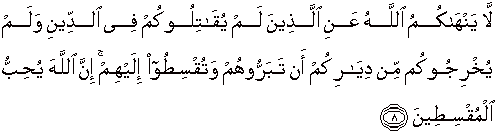 لَّا يَنْهَىٰكُمُ ٱللَّهُ عَنِ ٱلَّذِينَ لَمْ يُقَـٰتِلُوكُمْ فِى ٱلدِّينِ وَلَمْ
يُخْرِجُوكُم مِّن دِيَـٰرِكُمْ أَن تَبَرُّوهُمْ وَتُقْسِطُوٓا۟ إِلَيْهِمْ ۚ إِنَّ ٱللَّهَ يُحِبُّ
ٱلْمُقْسِطِينَ ﴿٨﴾